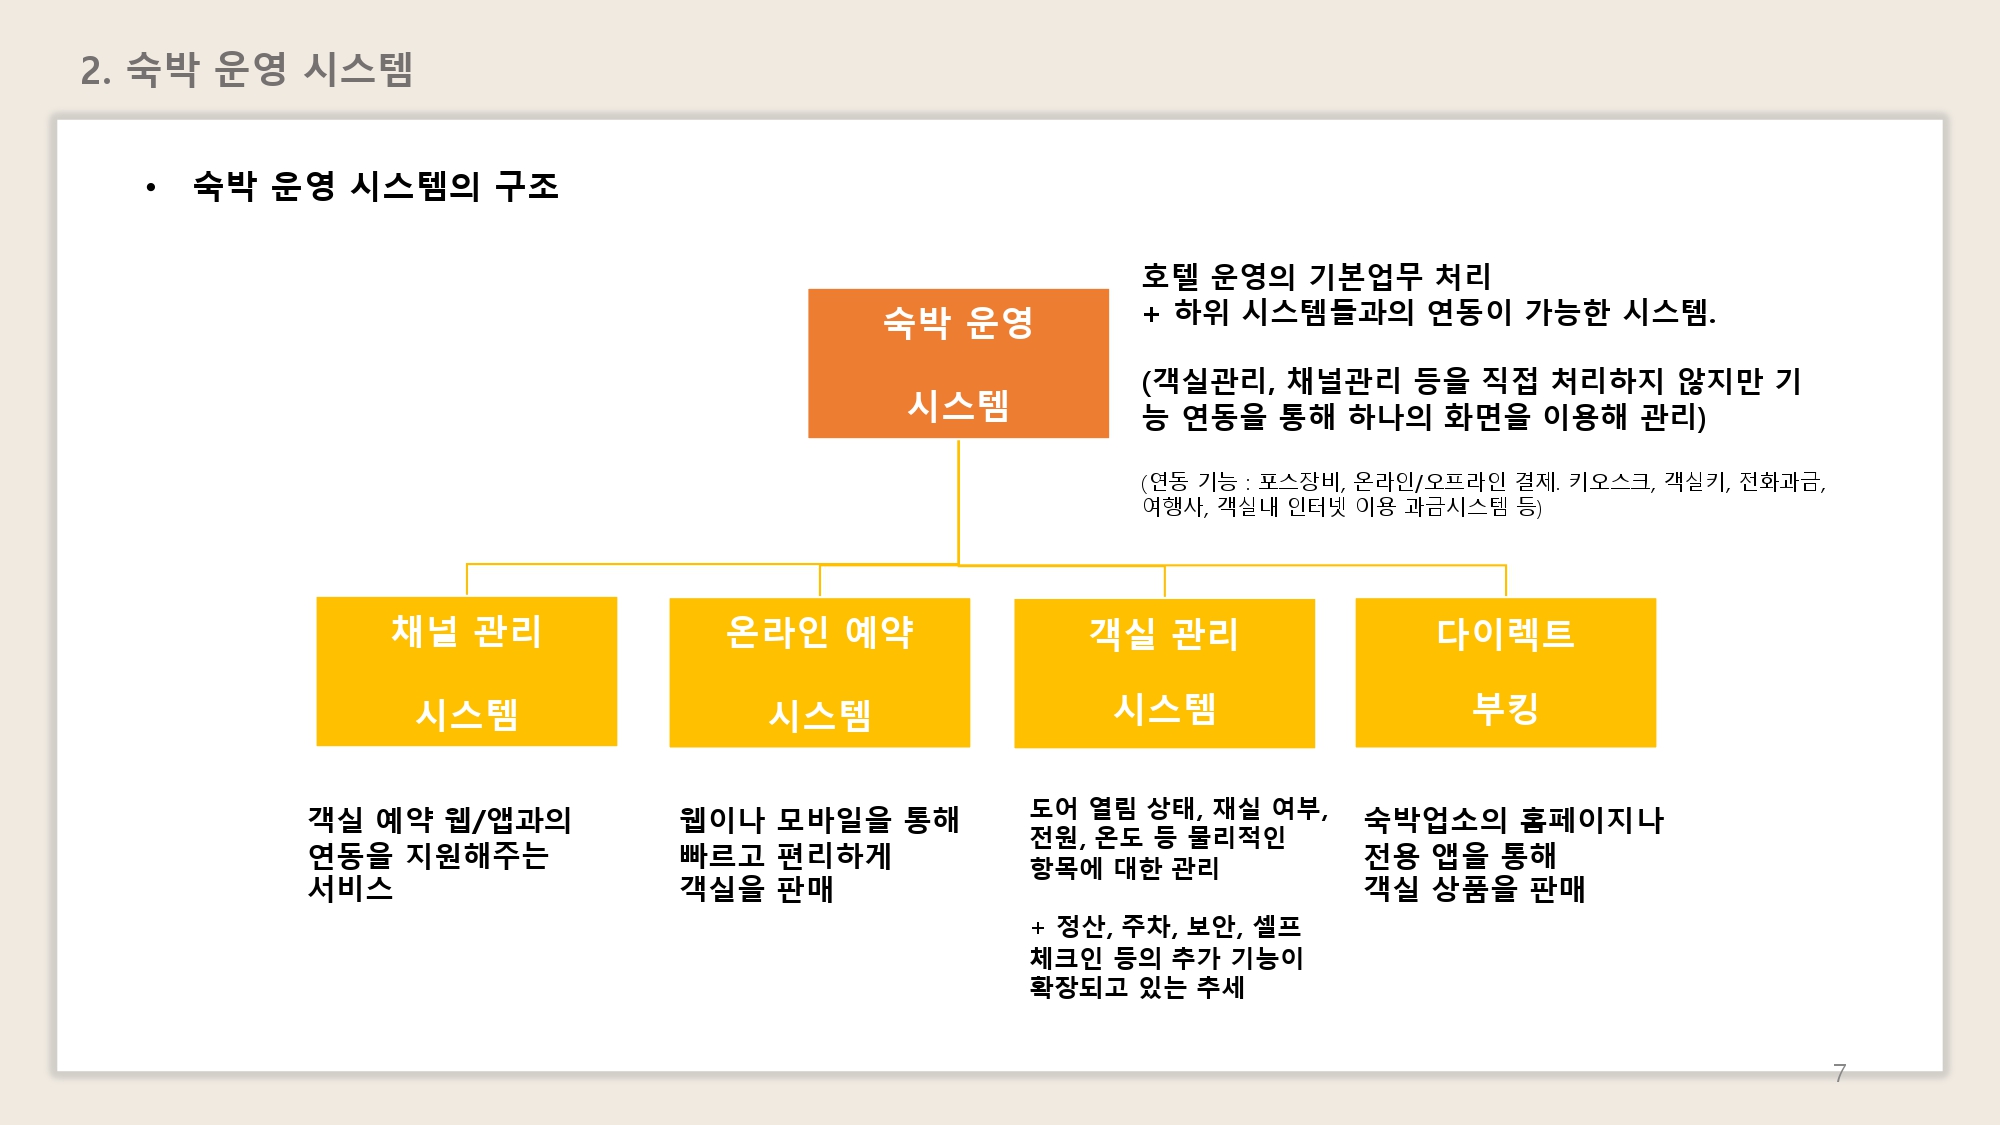 2. 숙박 운영 시스템
• 숙박 운영 시스템의 구조
숙박 운영
시스템
호텔 운영의 기본업무 처리
+ 하위 시스템들과의 연동이 가능한 시스템.
(객실관리, 채널관리 등을 직접 처리하지 않지만 기
능 연동을 통해 하나의 화면을 이용해 관리)
(연동 기능 : 포스장비, 온라인/오프라인 결제. 키오스크, 객실키, 전화과금,
여행사, 객실내 인터넷 이용 과금시스템 등)
채널 관리
시스템
온라인 예약
시스템
객실 관리
시스템
다이렉트
부킹
객실 예약 웹/앱과의
연동을 지원해주는
서비스
웹이나 모바일을 통해
빠르고 편리하게
객실을 판매
도어 열림 상태, 재실 여부,
전원, 온도 등 물리적인
항목에 대한 관리
+ 정산, 주차, 보안, 셀프
체크인 등의 추가 기능이
확장되고 있는 추세
숙박업소의 홈페이지나
전용 앱을 통해
객실 상품을 판매
7